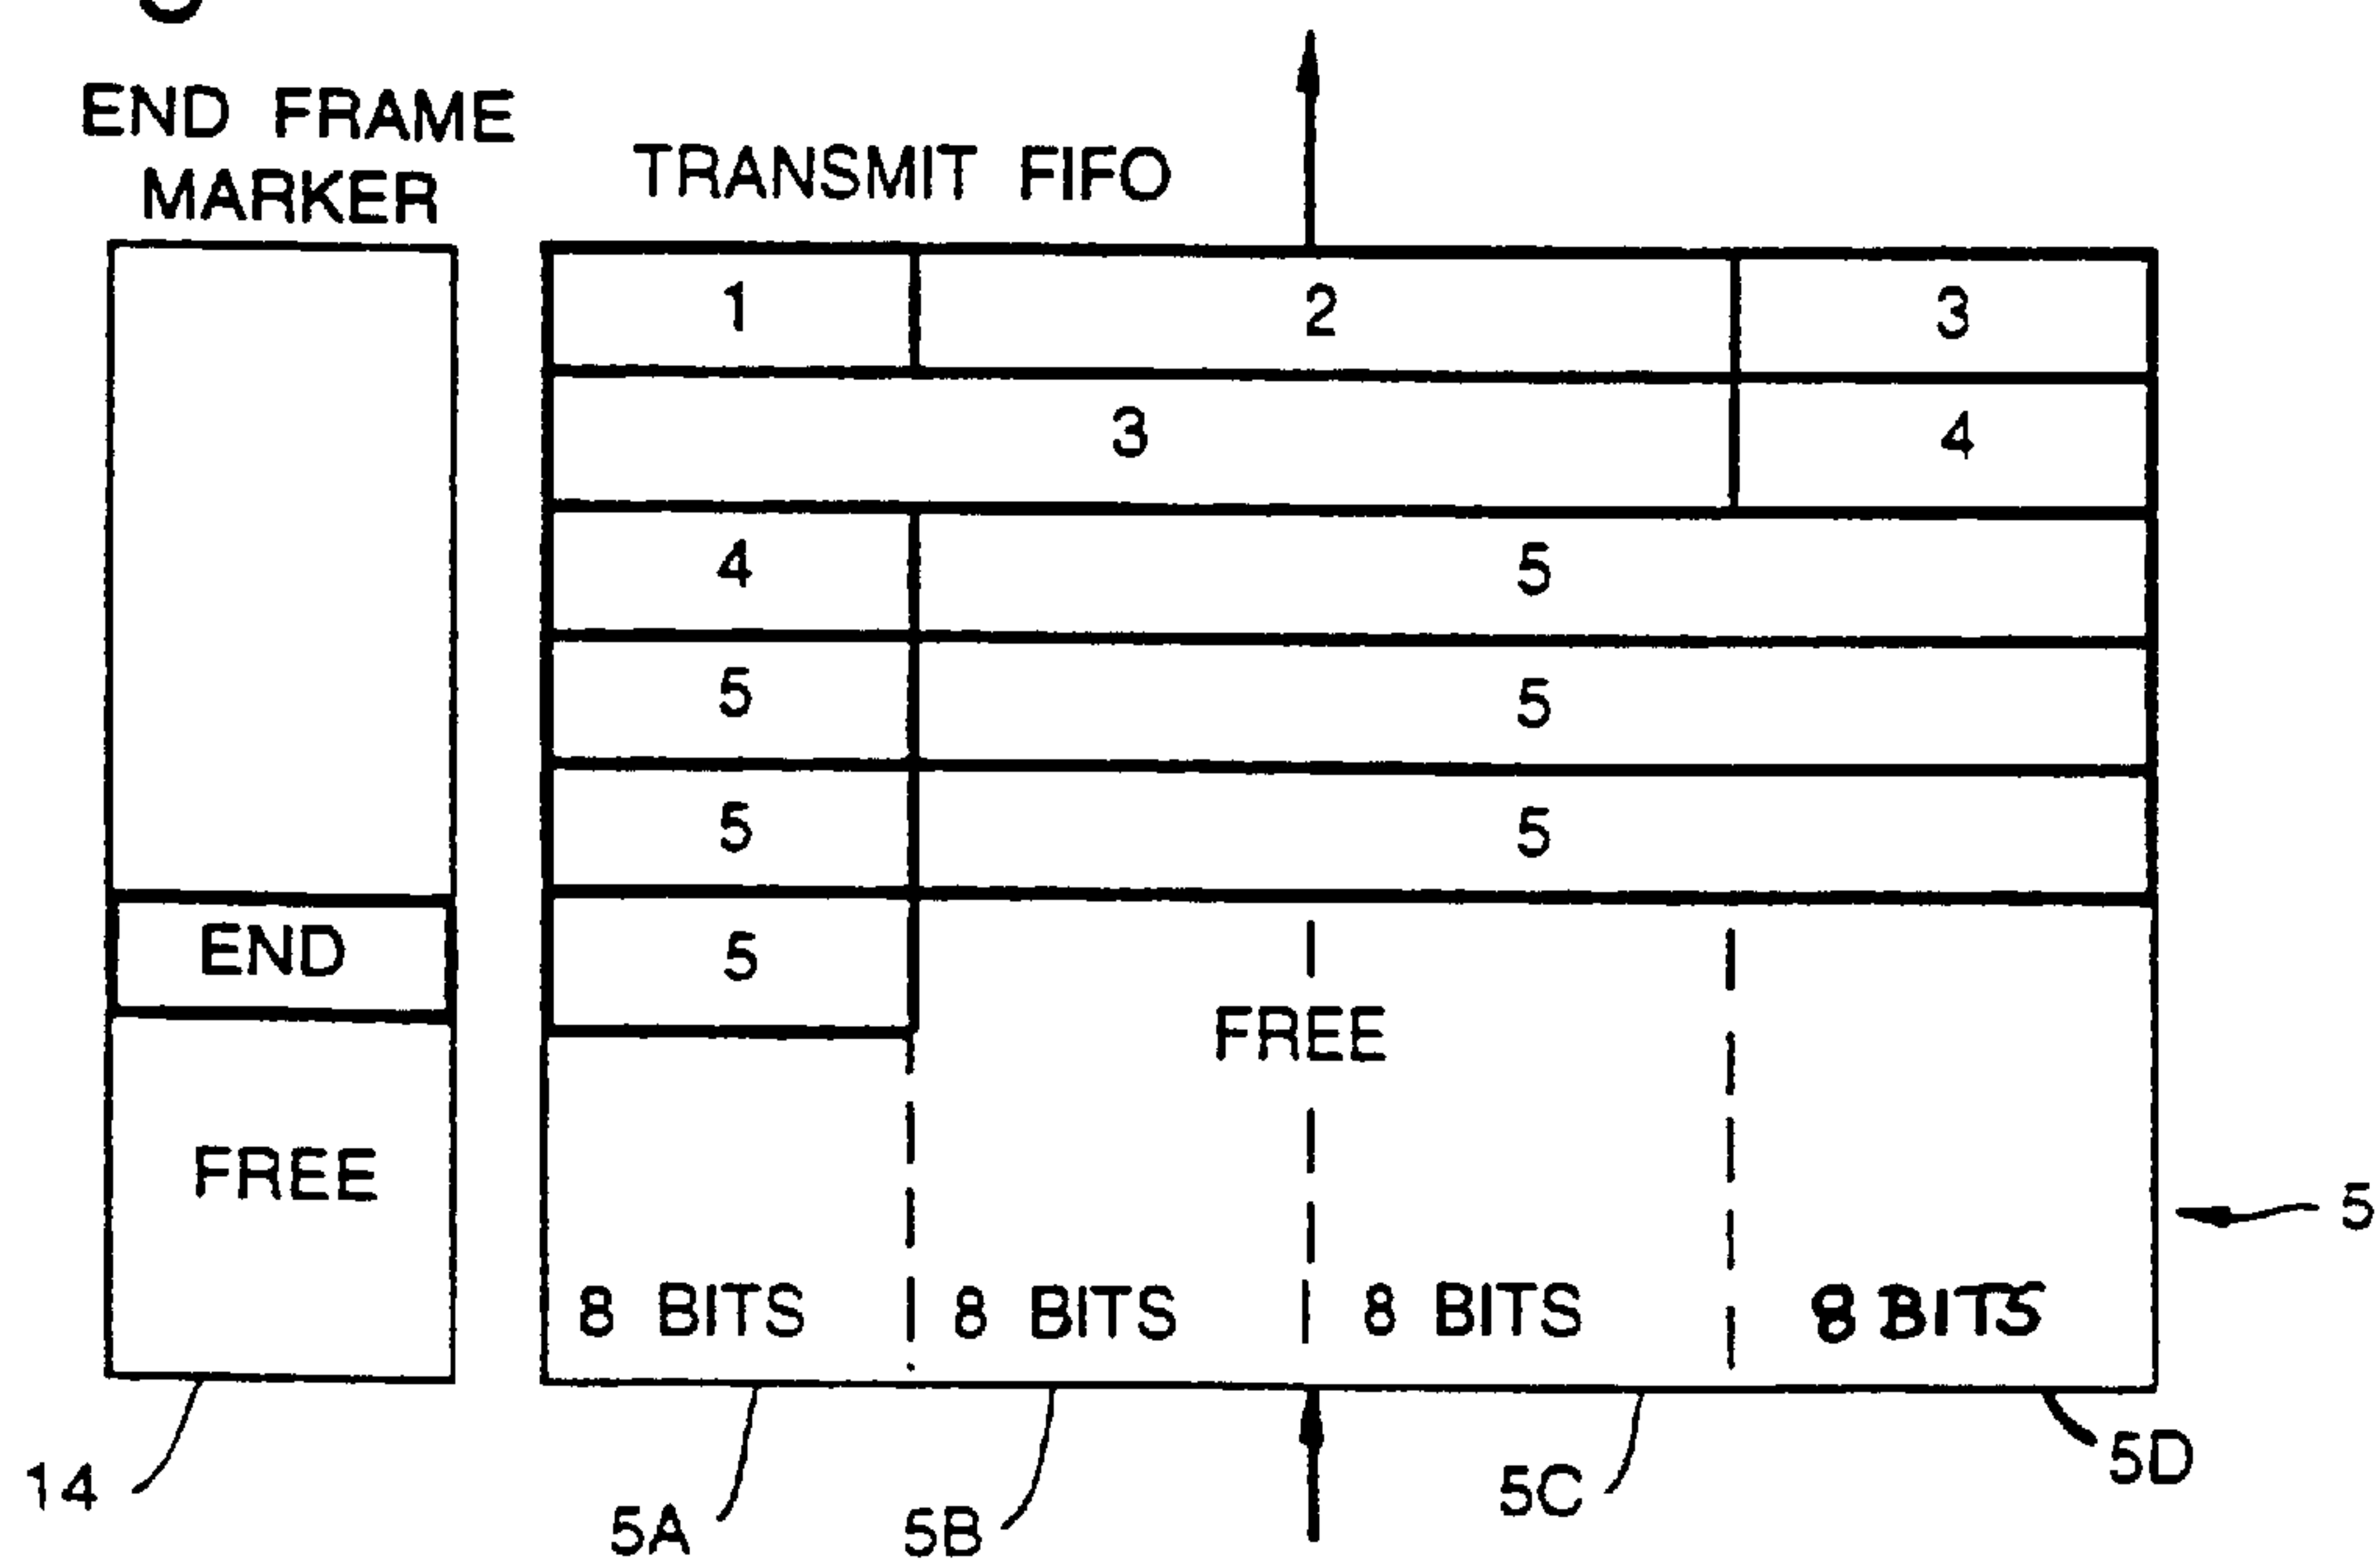 END FRAME
MARKER
TRANSMIT FIFO
1 2 3
3 4
4 5
5 5
5 5
END 5
FREE
FREE
5
8 BITS 8 BITS 8 BITS 8 BITS
14 5A 5B 5C 5D